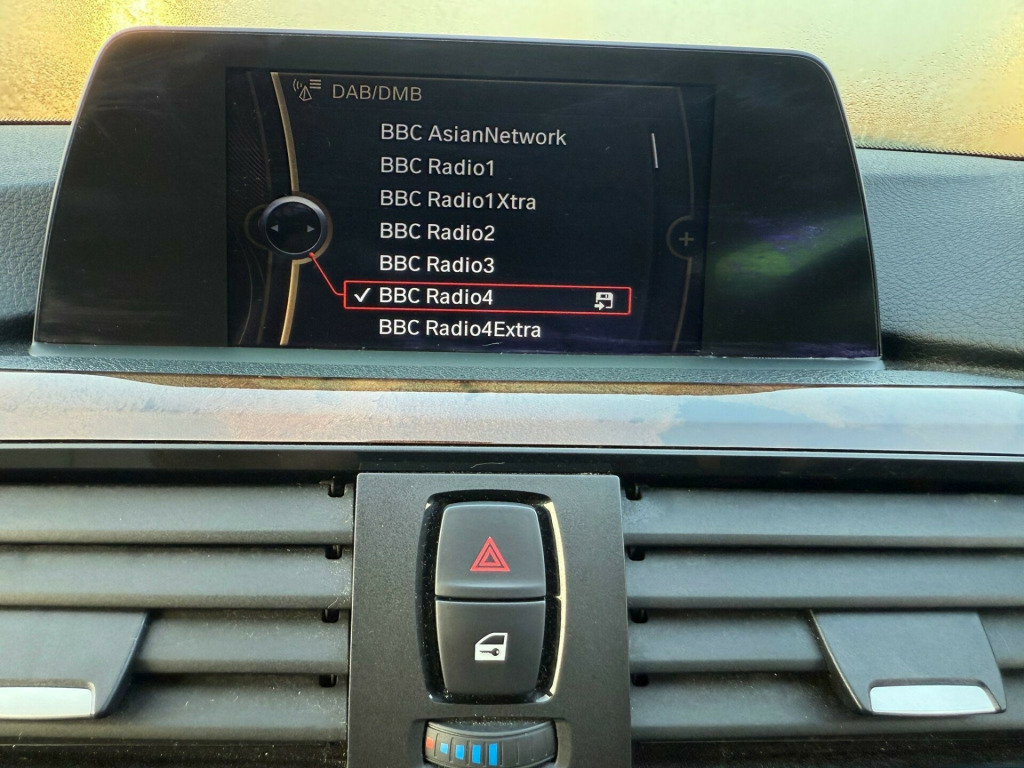 DAB/DMB
BBC AsianNetwork
BBC Radio1
BBC Radio1Xtra
BBC Radio2
BBC Radio3
BBC Radio4
BBC Radio4Extra